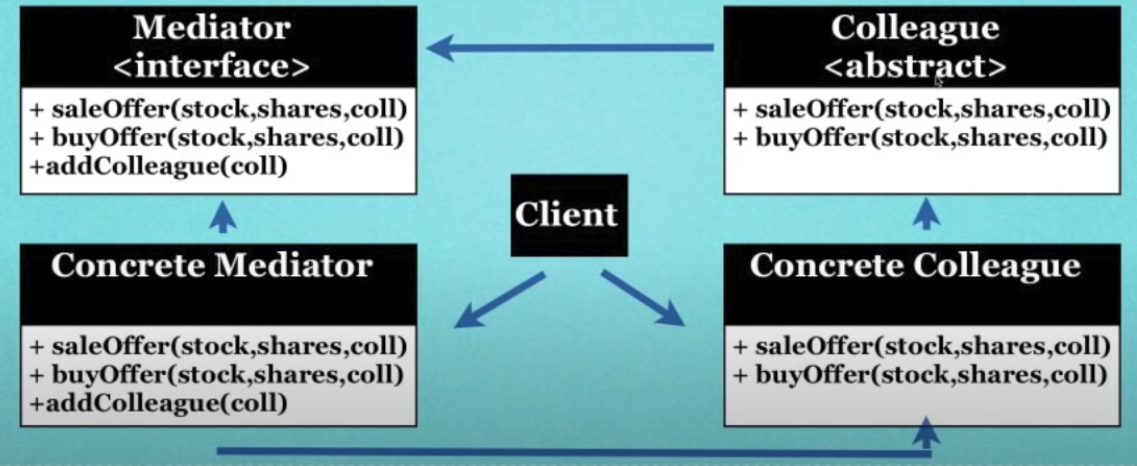 Mediator
<interface>
+ saleOffer(stock,shares,coll)
+ buyOffer(stock,shares,coll)
+addColleague(coll)
Colleague
<abstract>
+ saleOffer(stock,shares,coll)
+ buyOffer(stock,shares,coll)
Client
Concrete Mediator
+ saleOffer(stock,shares,coll)
+ buyOffer(stock,shares,coll)
+addColleague(coll)
Concrete Colleague
+ saleOffer(stock,shares,coll)
+ buyOffer(stock,shares,coll)